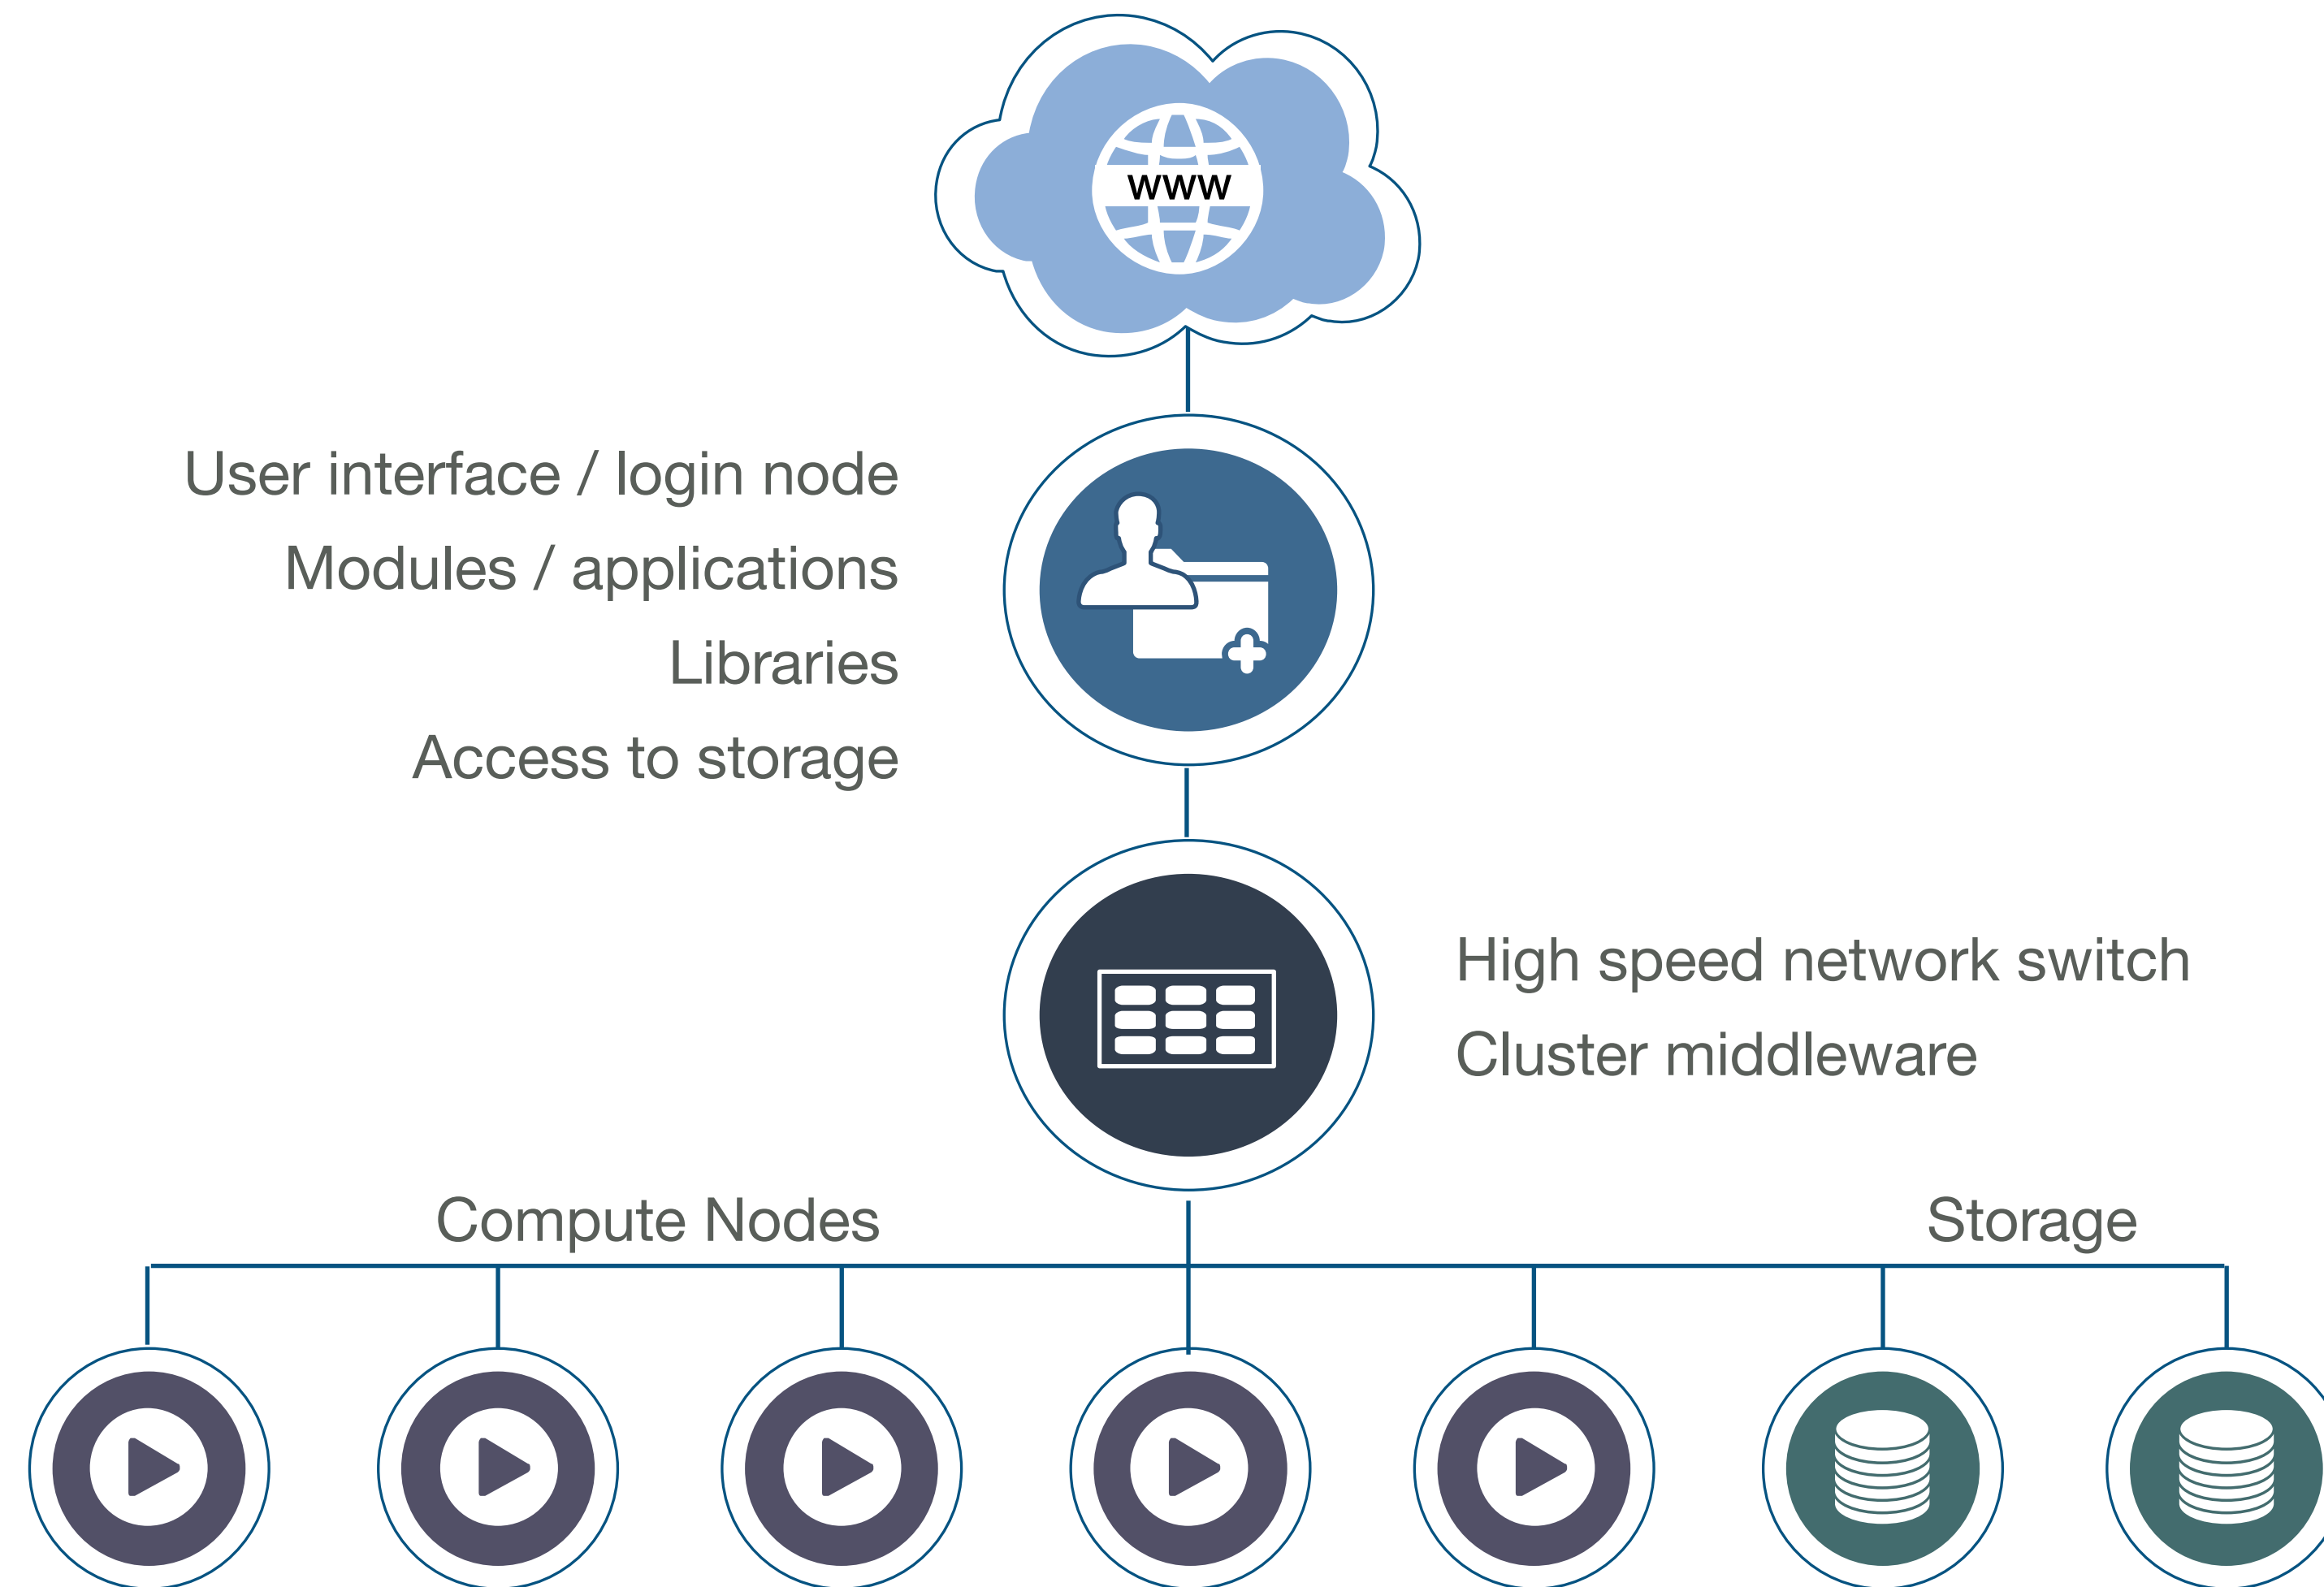 WWW
User interface / login node
Modules / applications
Libraries
Access to storage
High speed network switch
Cluster middleware
Compute Nodes
Storage